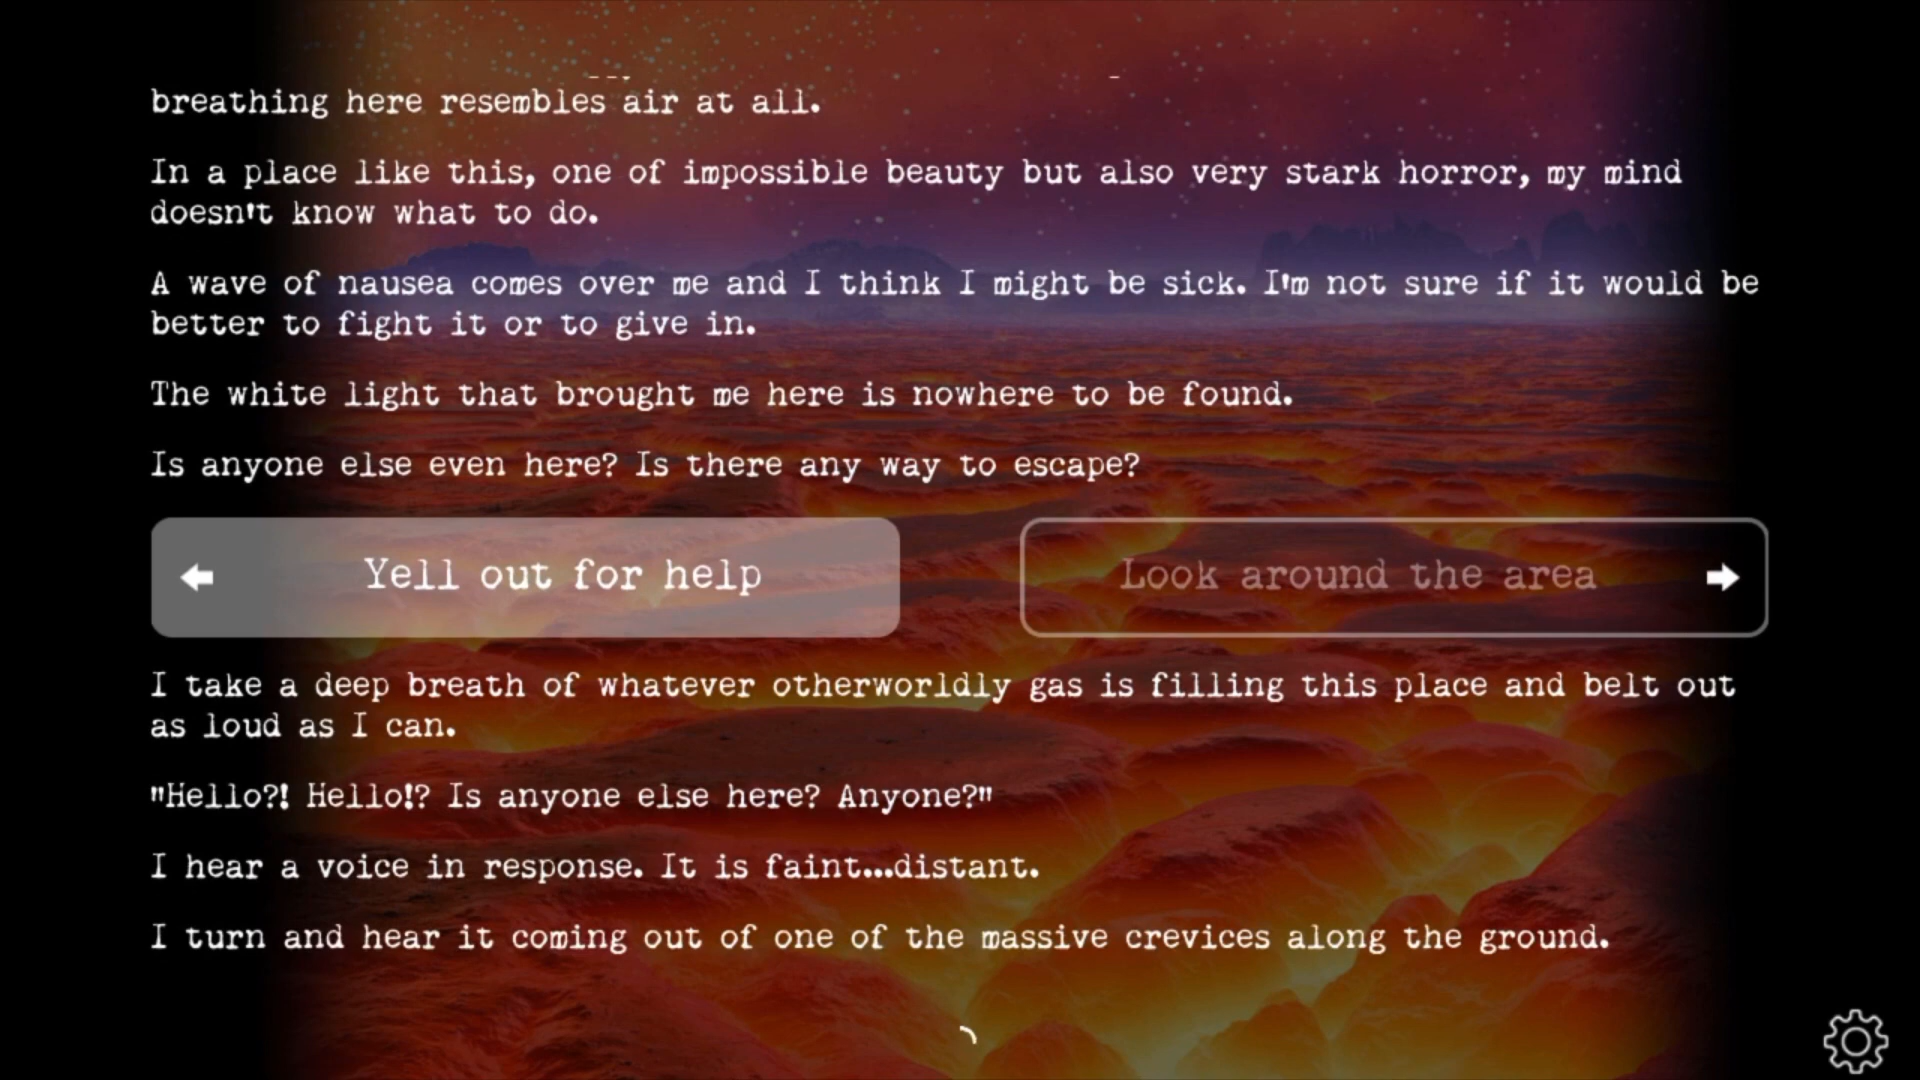 breathing here resembles air at all.
In a place like this, one of impossible beauty but also very stark horror, my mind
doesn't know what to do.
A wave of nausea comes over me and I think I might be sick. I'm not sure if it would be
better to fight it or to give in.
The white light that brought me here is nowhere to be found.
Is anyone else even here? Is there any way to escape?
Yell out for help
Look around the area
I take a deep breath of whatever otherworldly gas is filling this place and belt out
as loud as I can.
"Hello?! Hello!? Is anyone else here? Anyone?"
I hear a voice in response. It is faint...distant.
I turn and hear it coming out of one of the massive crevices along the ground.